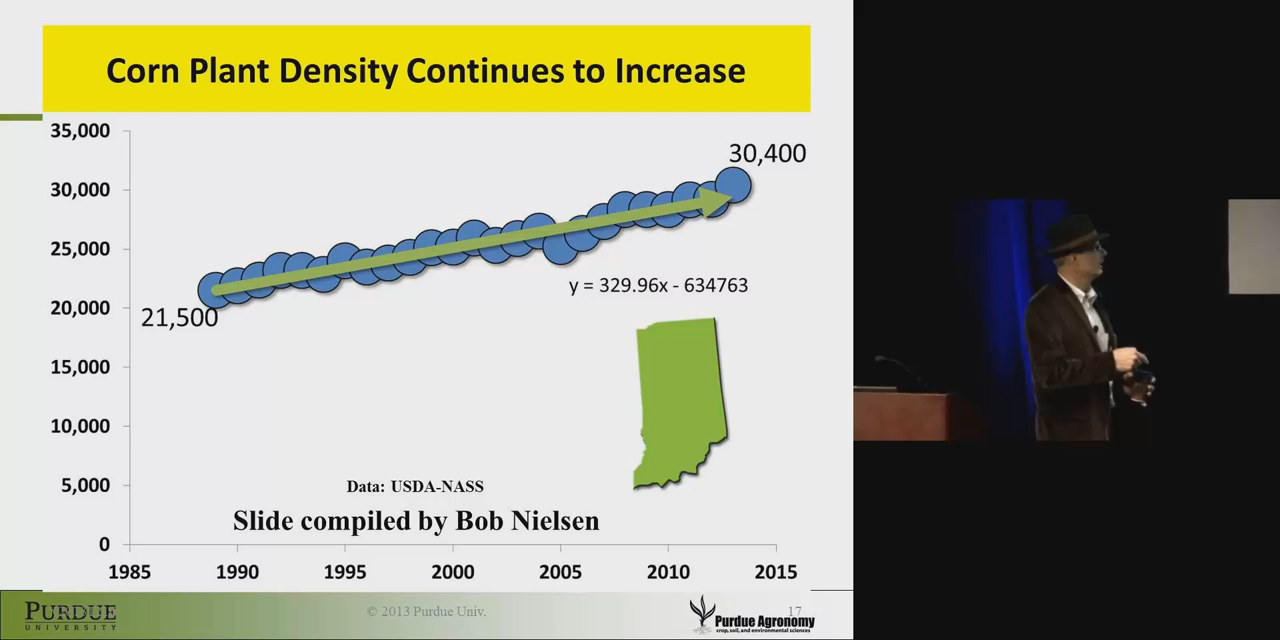 Corn Plant Density Continues to Increase
35,000
30,400
30,000
25,000
y = 329.96x - 634763
20,000
21,500
15,000
10,000
5,000
Data: USDA-NASS
Slide compiled by Bob Nielsen
0
1985
1990
1995
2000
2005
2010
2015
PURDUE
UNIVERSITY
© 2013 Purdue Univ.
17
Purdue Agronomy
crop, soil, and environmental sciences